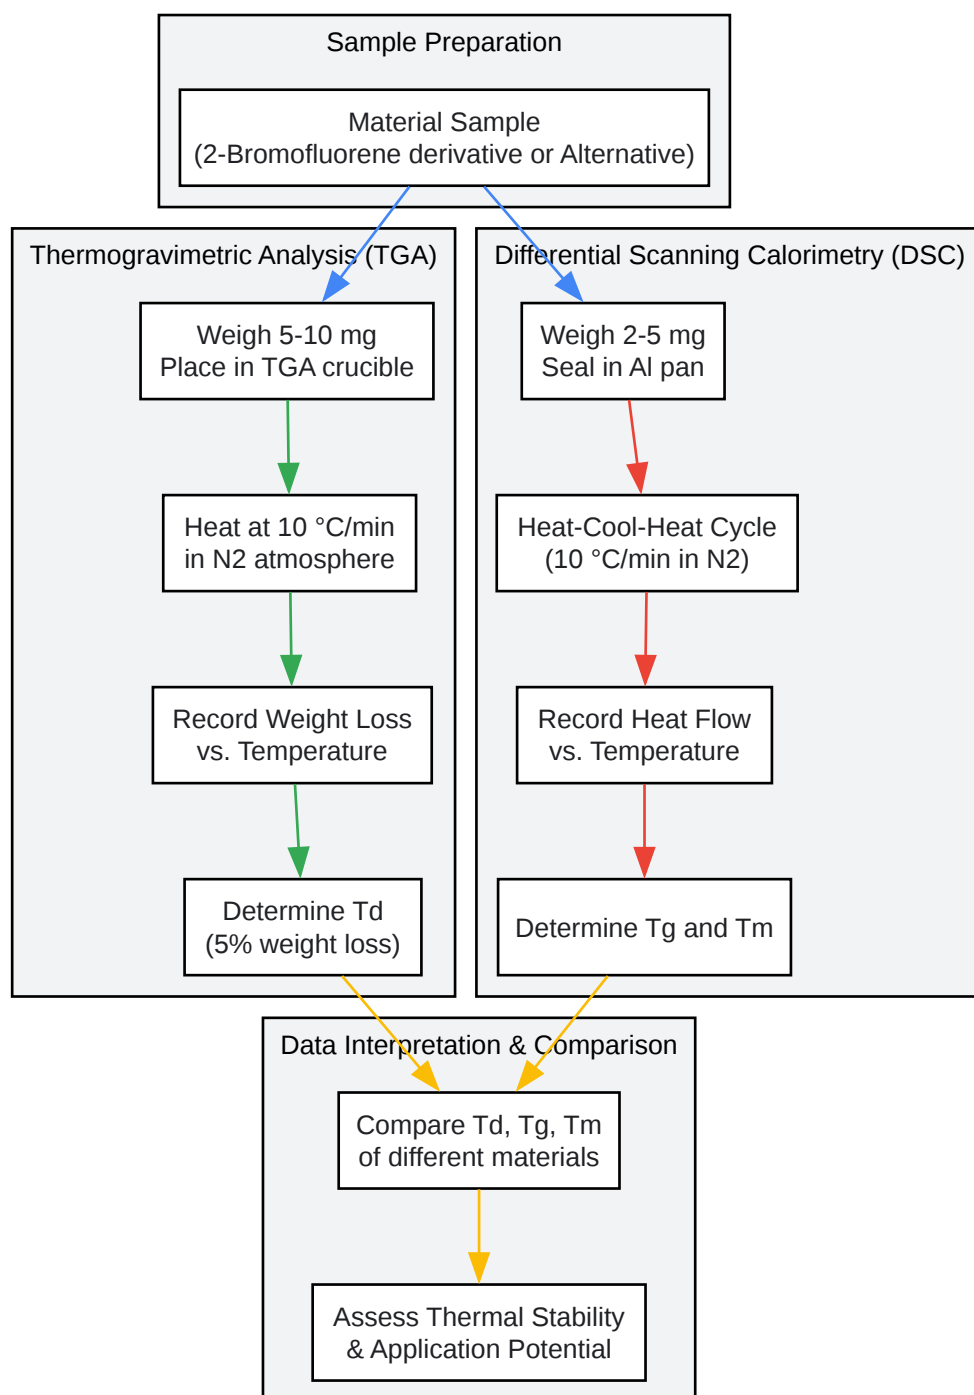 Sample Preparation
Material Sample
(2-Bromofluorene derivative or Alternative)
Thermogravimetric Analysis (TGA)
Weigh 5-10 mg
Place in TGA crucible
Heat at 10 °C/min
in N2 atmosphere
Record Weight Loss
vs. Temperature
Determine Td
(5% weight loss)
Differential Scanning Calorimetry (DSC)
Weigh 2-5 mg
Seal in Al pan
Heat-Cool-Heat Cycle
(10 °C/min in N2)
Record Heat Flow
vs. Temperature
Determine Tg and Tm
Data Interpretation & Comparison
Compare Td, Tg, Tm
of different materials
Assess Thermal Stability
& Application Potential